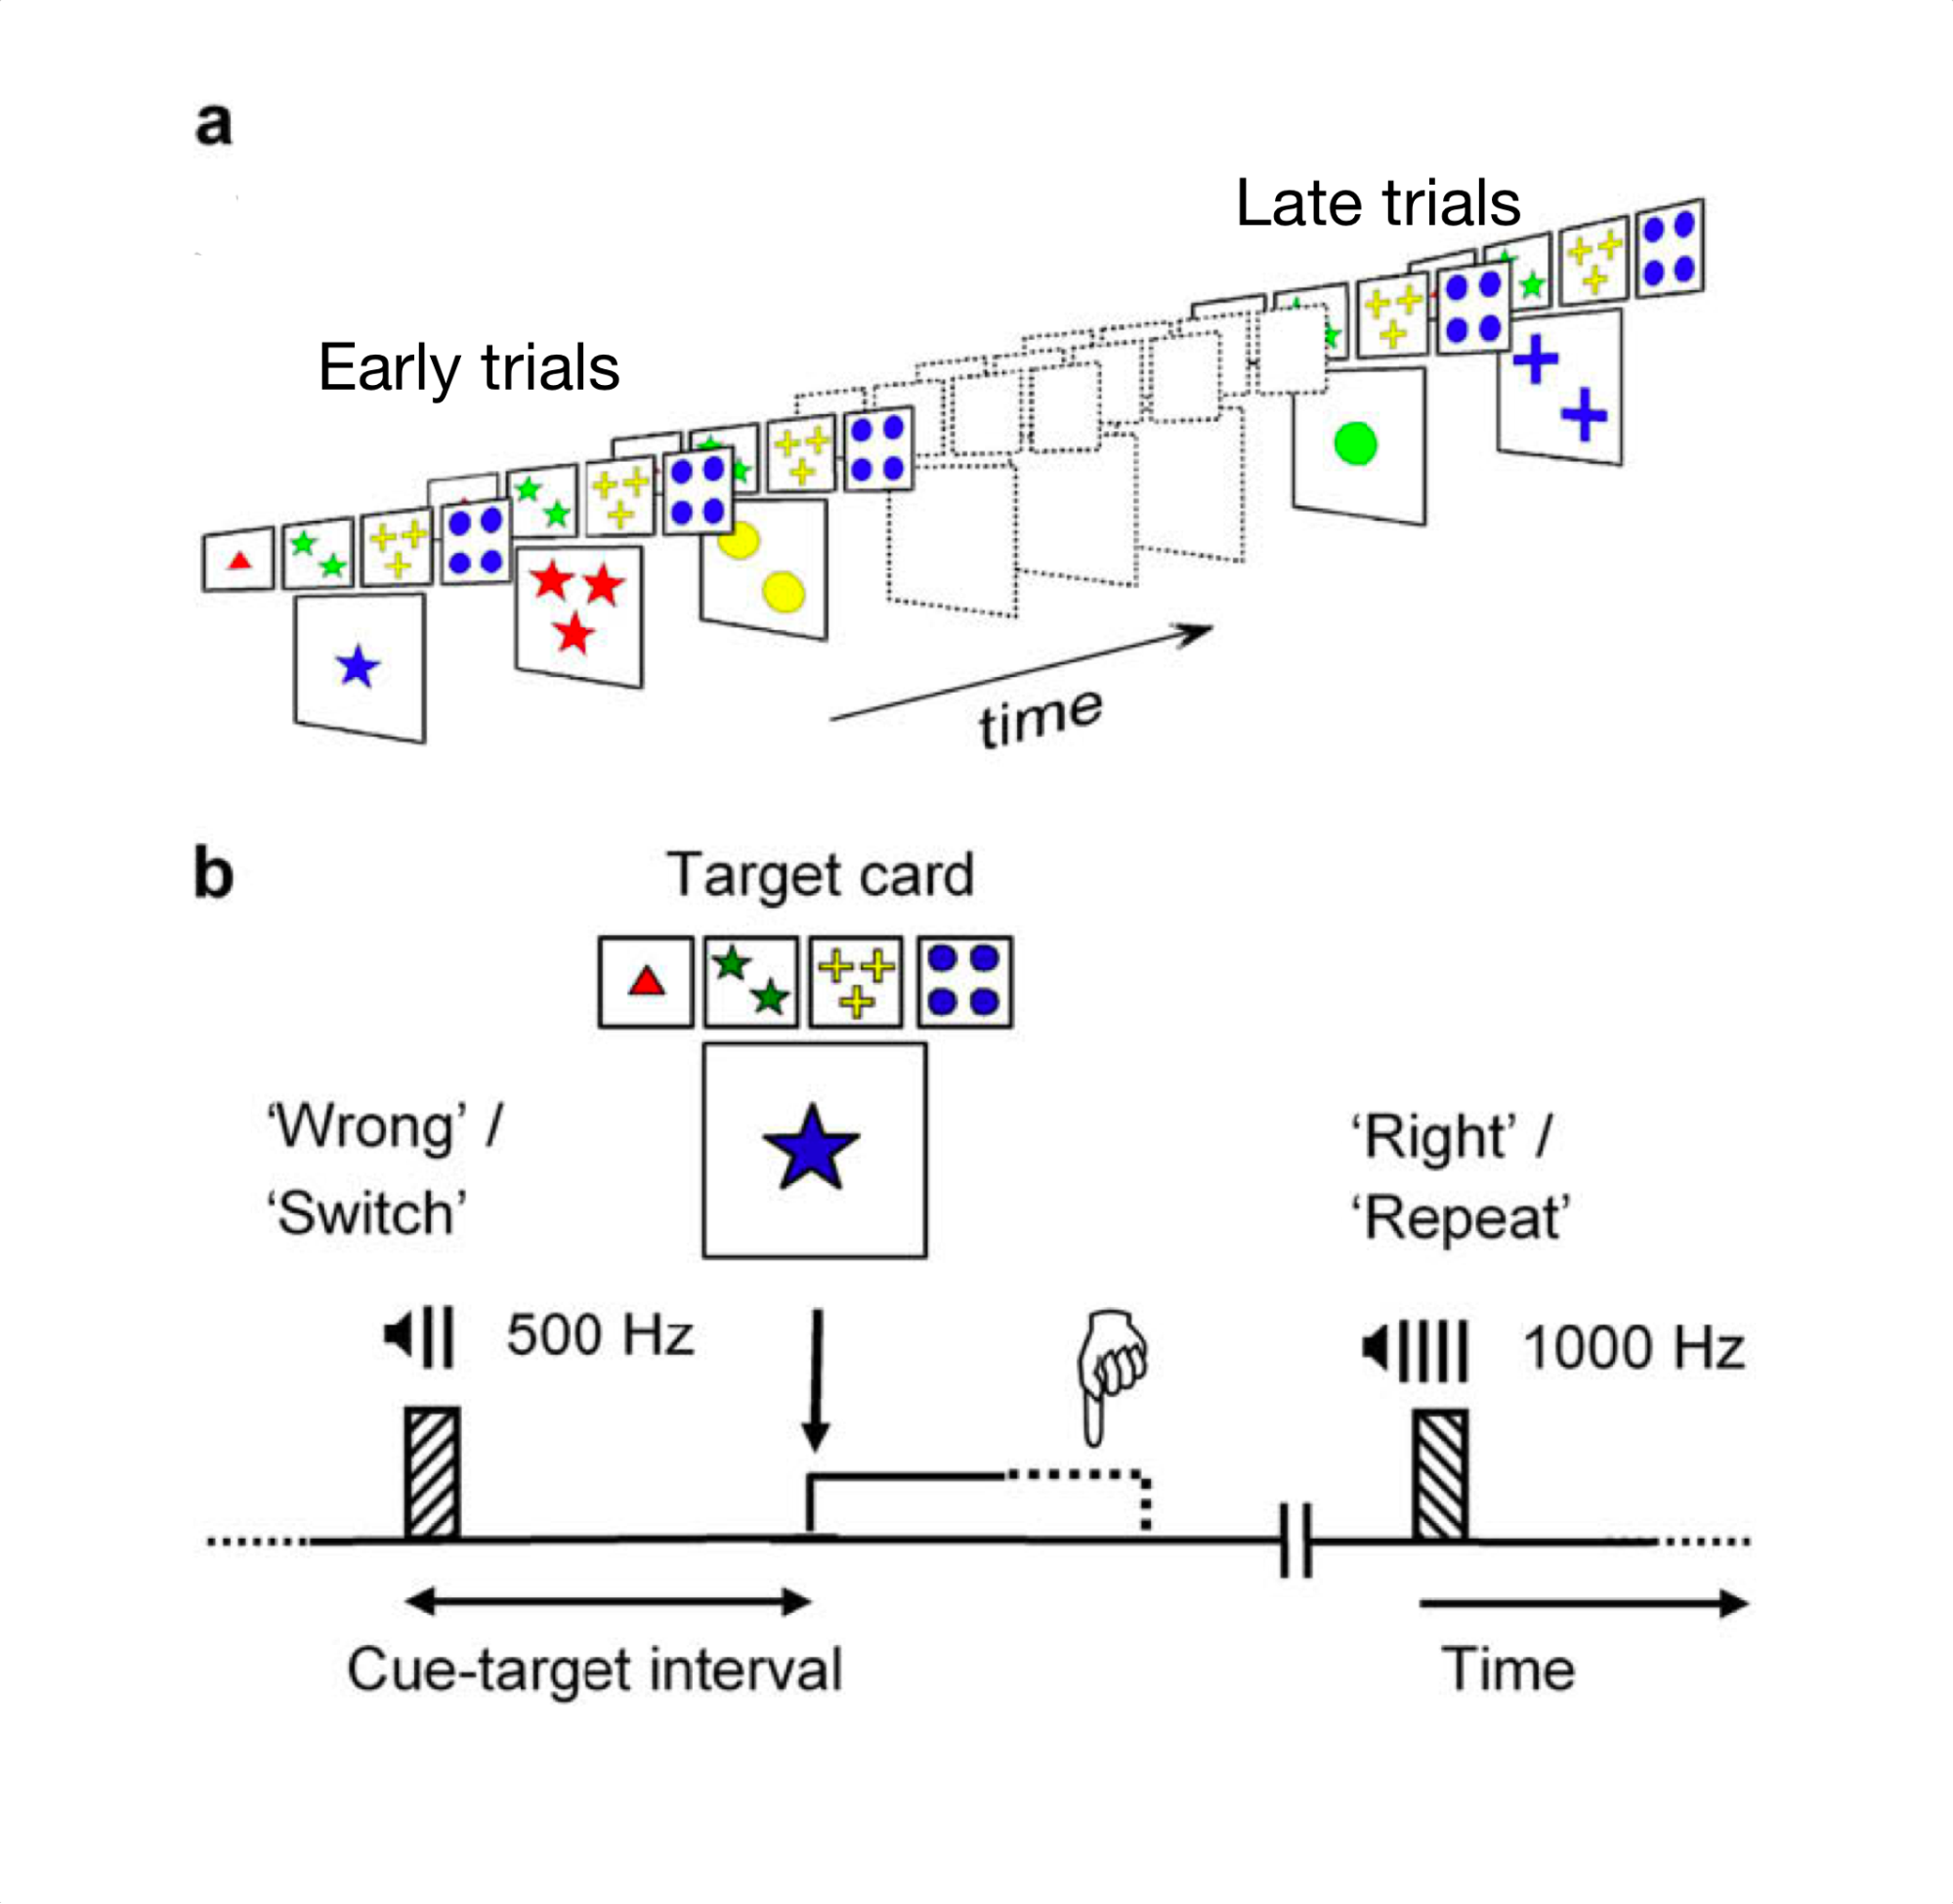 a
Late trials
Early trials
time
b
Target card
‘Wrong’ /
‘Switch’
‘Right’ /
‘Repeat’
500 Hz
1000 Hz
Cue-target interval
Time